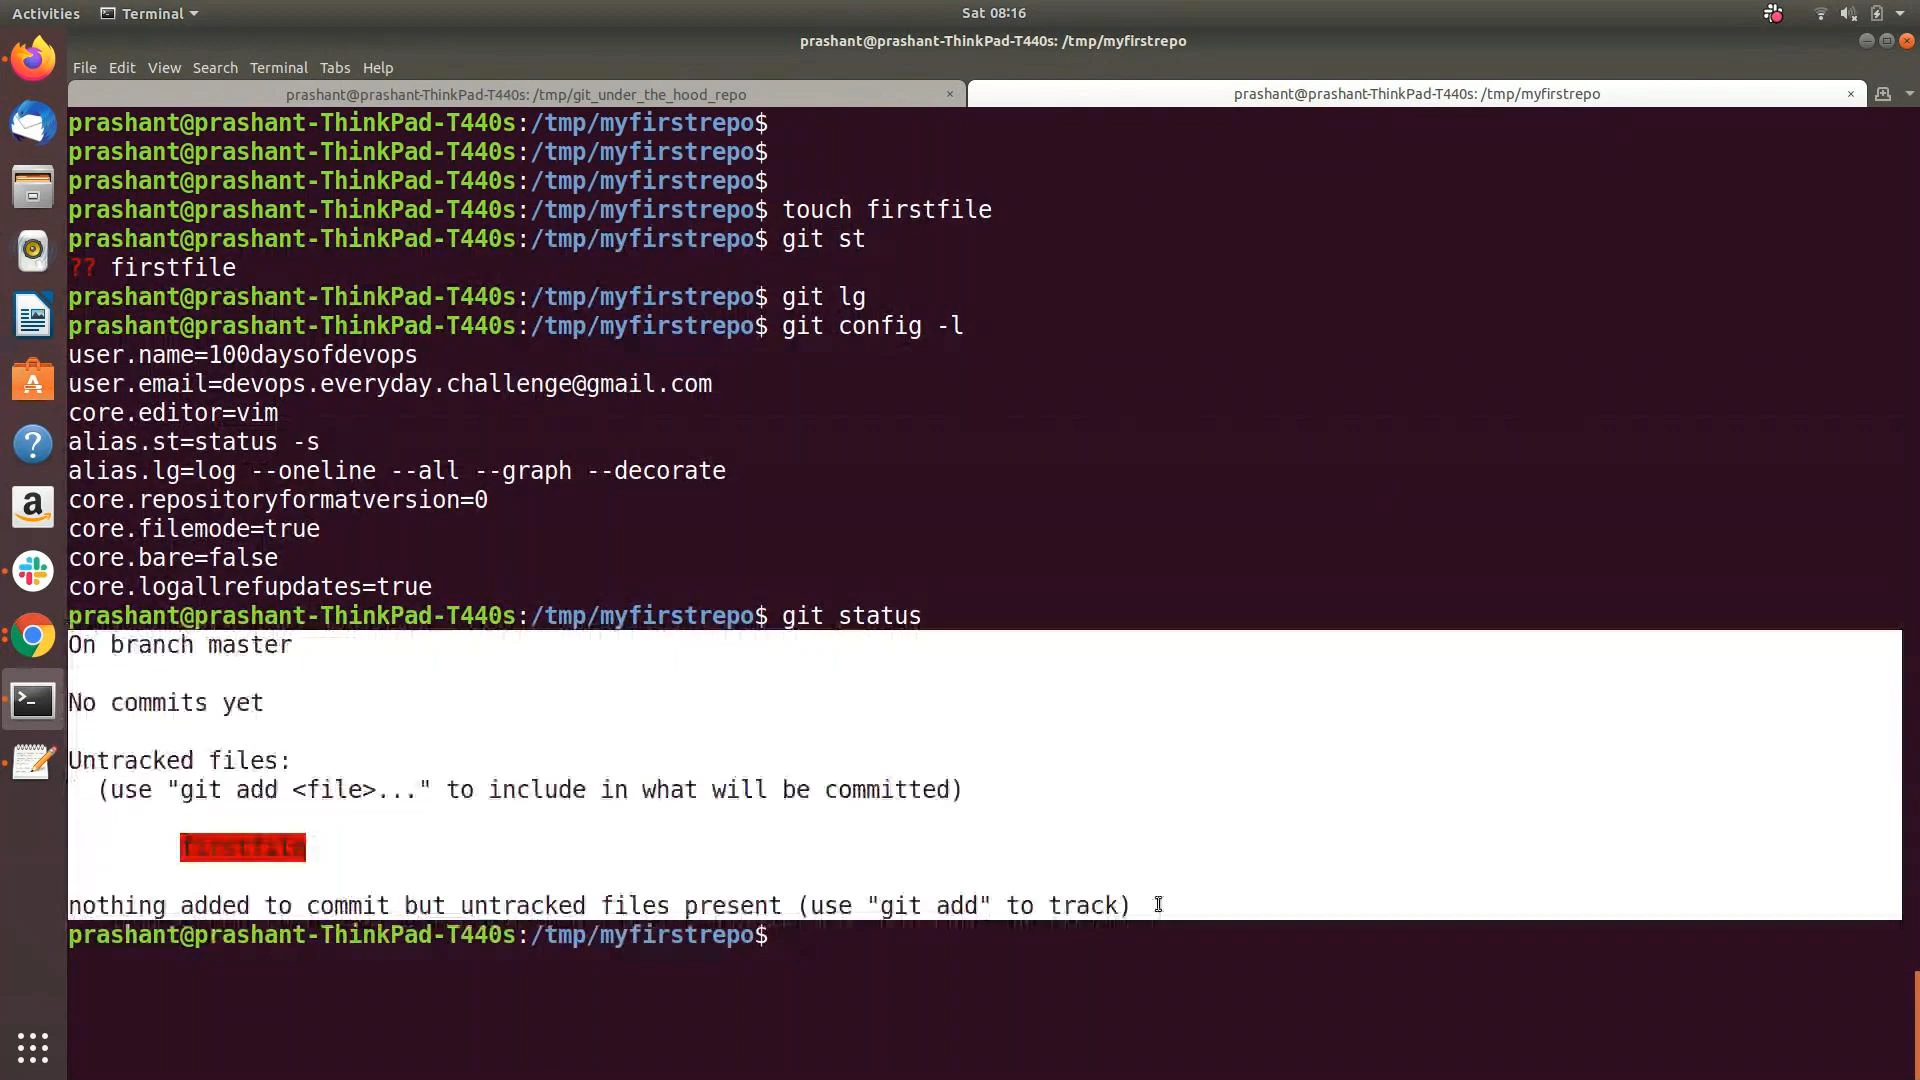 Activities Terminal Sat 08:16
prashant@prashant-ThinkPad-T440s: /tmp/myfirstrepo
File Edit View Search Terminal Tabs Help
prashant@prashant-ThinkPad-T440s: /tmp/git_under_the_hood_repo × prashant@prashant-ThinkPad-T440s: /tmp/myfirstrepo ×
prashant@prashant-ThinkPad-T440s:/tmp/myfirstrepo$
prashant@prashant-ThinkPad-T440s:/tmp/myfirstrepo$
prashant@prashant-ThinkPad-T440s:/tmp/myfirstrepo$
prashant@prashant-ThinkPad-T440s:/tmp/myfirstrepo$ touch firstfile
prashant@prashant-ThinkPad-T440s:/tmp/myfirstrepo$ git st
?? firstfile
prashant@prashant-ThinkPad-T440s:/tmp/myfirstrepo$ git lg
prashant@prashant-ThinkPad-T440s:/tmp/myfirstrepo$ git config -l
user.name=100daysofdevops
user.email=devops.everyday.challenge@gmail.com
core.editor=vim
alias.st=status -s
alias.lg=log --oneline --all --graph --decorate
core.repositoryformatversion=0
core.filemode=true
core.bare=false
core.logallrefupdates=true
prashant@prashant-ThinkPad-T440s:/tmp/myfirstrepo$ git status
On branch master
No commits yet
Untracked files:
(use "git add <file>..." to include in what will be committed)
firstfile
nothing added to commit but untracked files present (use "git add" to track)
prashant@prashant-ThinkPad-T440s:/tmp/myfirstrepo$